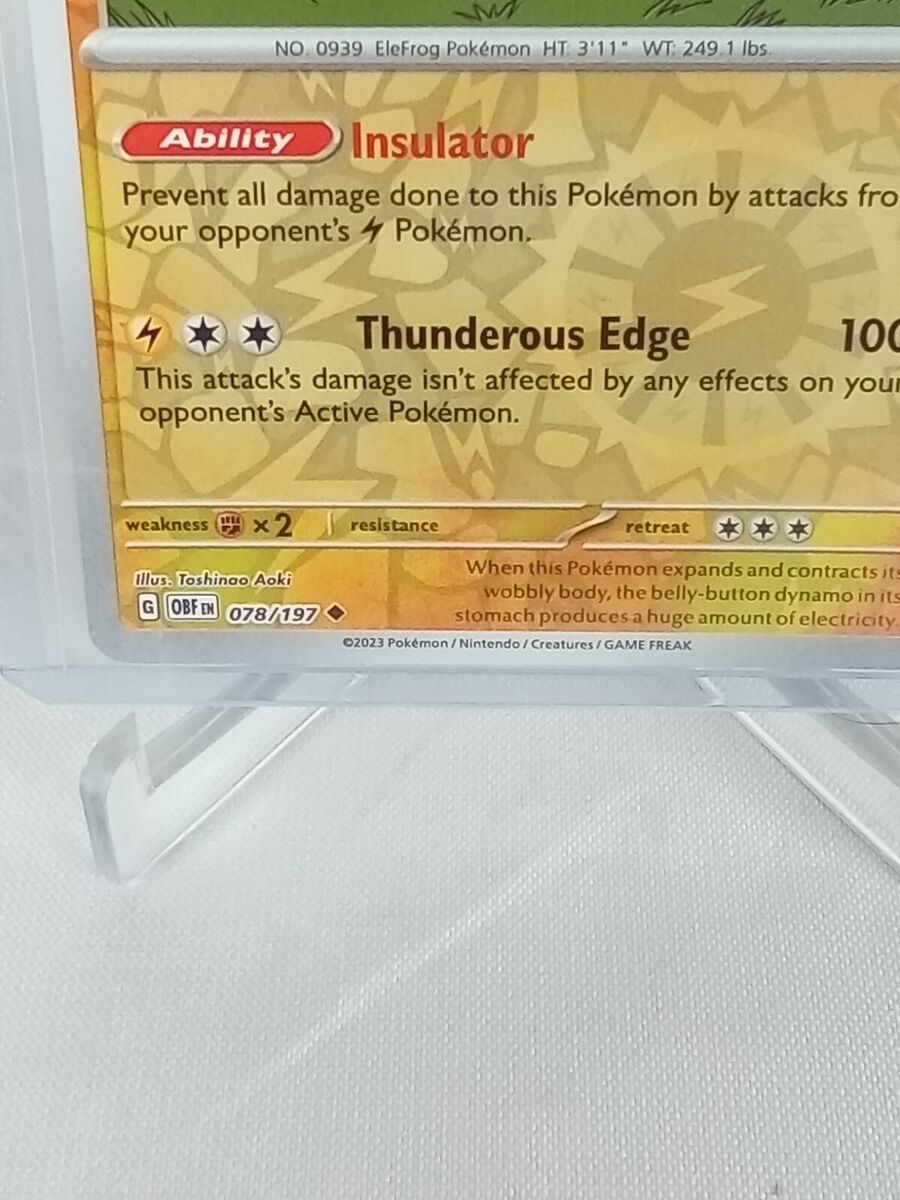 NO. 0939 EleFrog Pokémon HT: 3'11" WT: 249.1 lbs.
Ability Insulator
Prevent all damage done to this Pokémon by attacks fro
your opponent's Pokémon.
Thunderous Edge 100
This attack's damage isn't affected by any effects on your
opponent's Active Pokémon.
weakness ×2 resistance retreat
Illus. Toshinao Aoki
G OBF EN 078/197
When this Pokémon expands and contracts its
wobbly body, the belly-button dynamo in its
stomach produces a huge amount of electricity.
©2023 Pokémon / Nintendo / Creatures / GAME FREAK